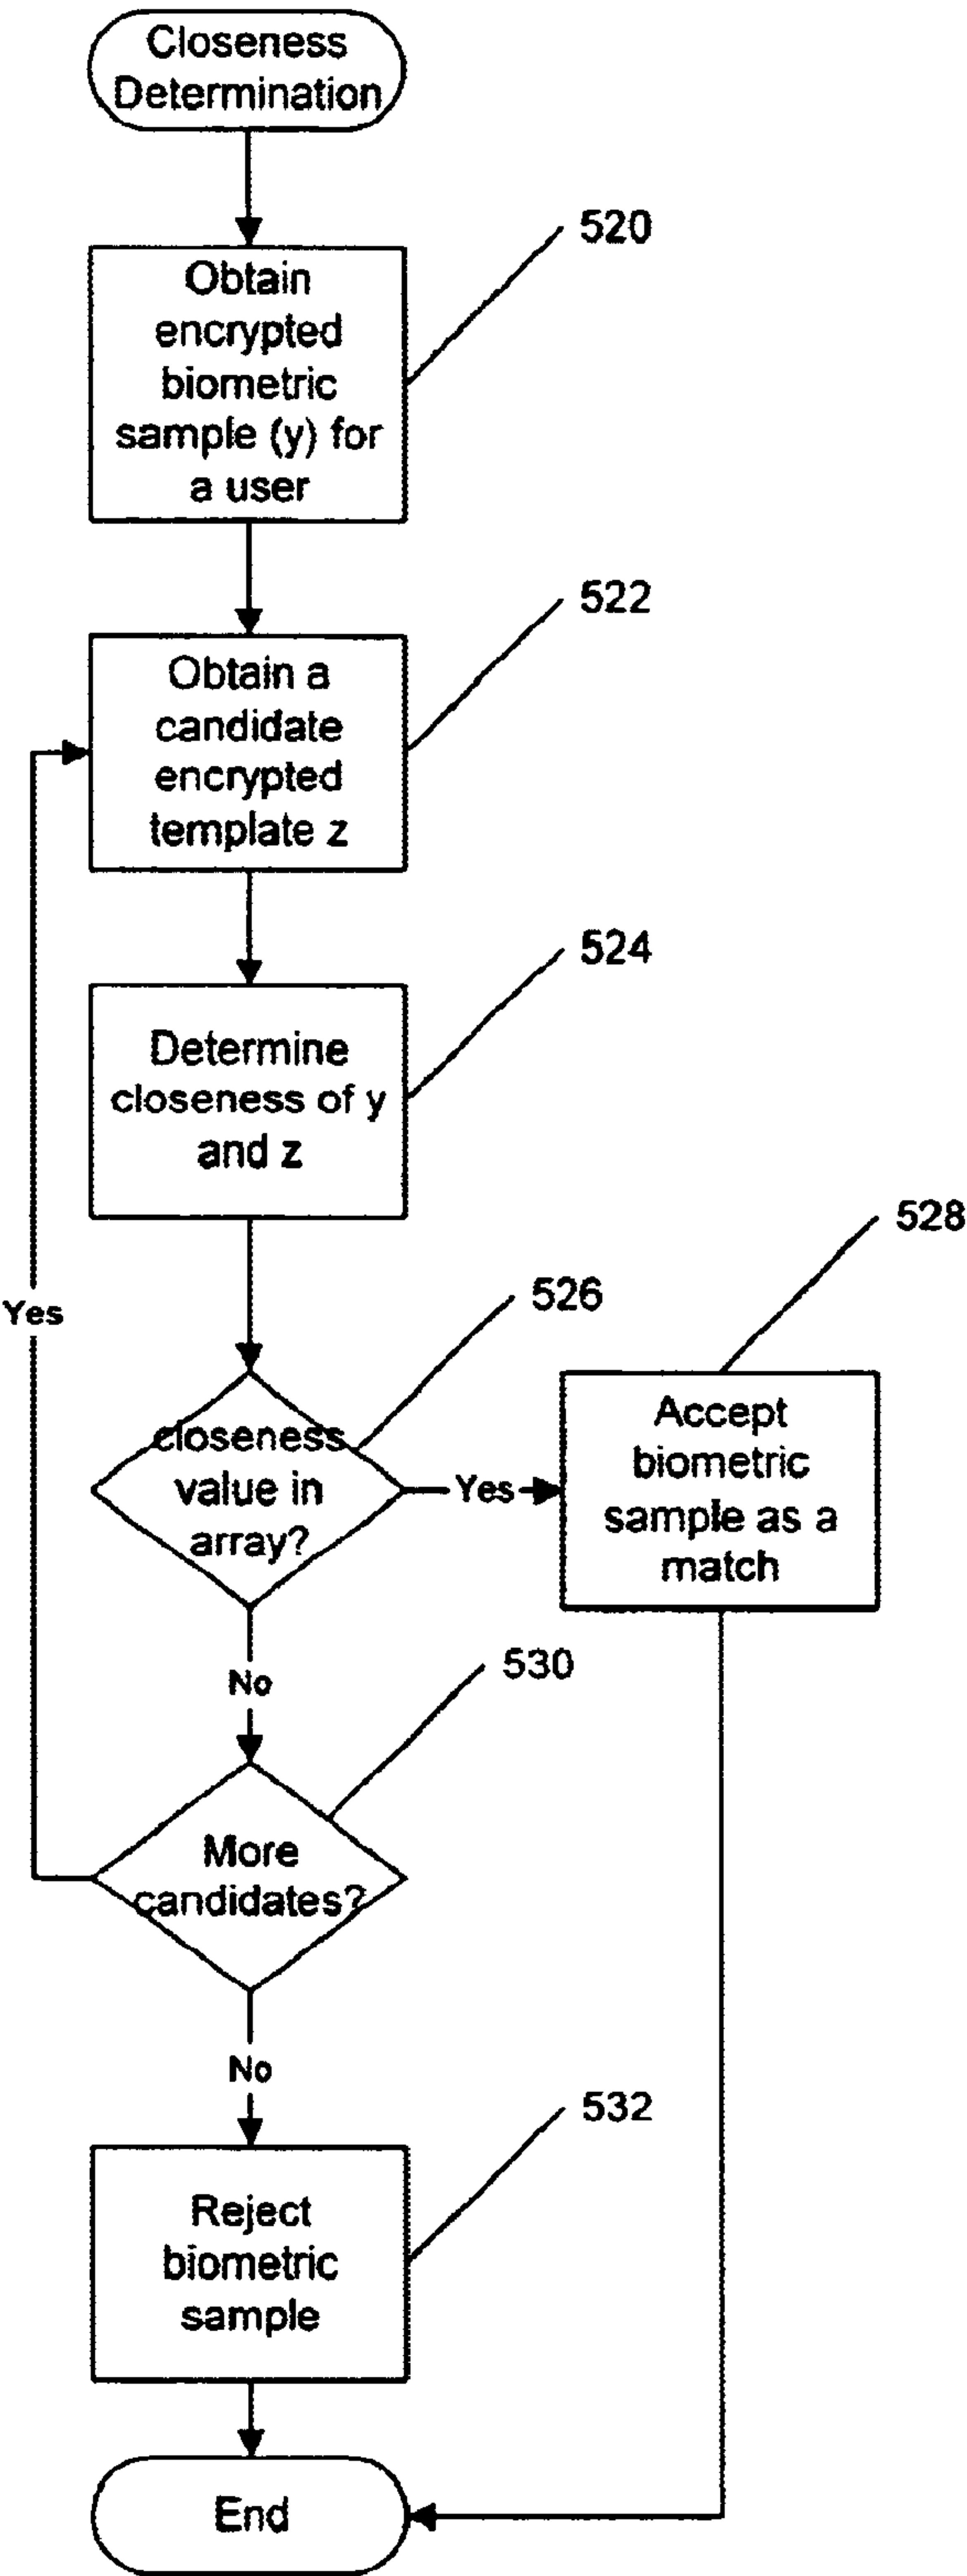 Closeness
Determination
520
Obtain
encrypted
biometric
sample (y) for
a user
522
Obtain a
candidate
encrypted
template z
524
Determine
closeness of y
and z
528
526
Yes
closeness
value in
array?
Yes
Accept
biometric
sample as a
match
No
530
More
candidates?
No
532
Reject
biometric
sample
End